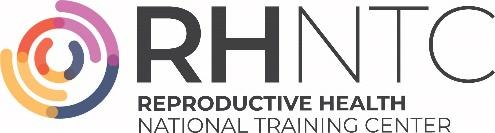 RHNTC
REPRODUCTIVE HEALTH
NATIONAL TRAINING CENTER